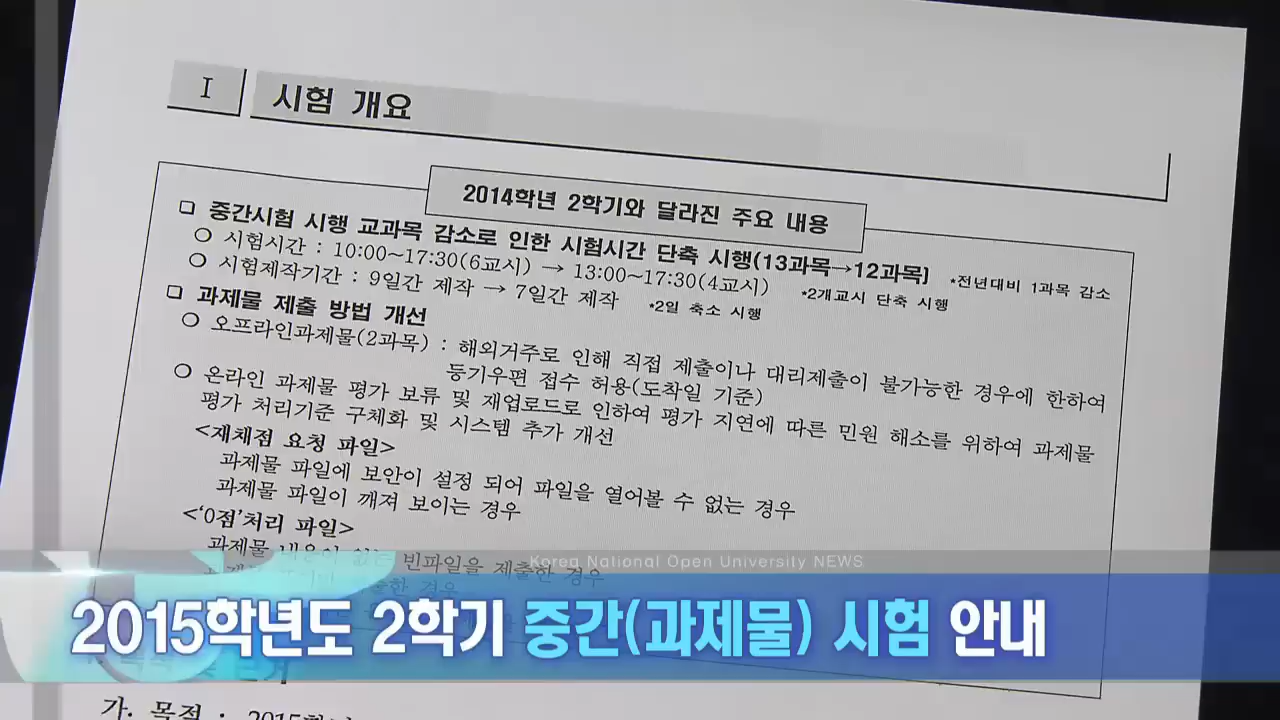 I 시험 개요
2014학년 2학기와 달라진 주요 내용
□ 중간시험 시행 교과목 감소로 인한 시험시간 단축 시행(13과목→12과목) *전년대비 1과목 감소
○ 시험시간 : 10:00~17:30(6교시) → 13:00~17:30(4교시) *2개교시 단축 시행
○ 시험제작기간 : 9일간 제작 → 7일간 제작 *2일 축소 시행
□ 과제물 제출 방법 개선
○ 오프라인과제물(2과목) : 해외거주로 인해 직접 제출이나 대리제출이 불가능한 경우에 한하여
등기우편 접수 허용(도착일 기준)
○ 온라인 과제물 평가 보류 및 재업로드로 인하여 평가 지연에 따른 민원 해소를 위하여 과제물
평가 처리기준 구체화 및 시스템 추가 개선
<재채점 요청 파일>
과제물 파일에 보안이 설정 되어 파일을 열어볼 수 없는 경우
과제물 파일이 깨져 보이는 경우
<'0점'처리 파일>
과제물 내용이 없는 빈파일을 제출한 경우
Korea National Open University NEWS
2015학년도 2학기 중간(과제물) 시험 안내
가. 목적 : 2015학년